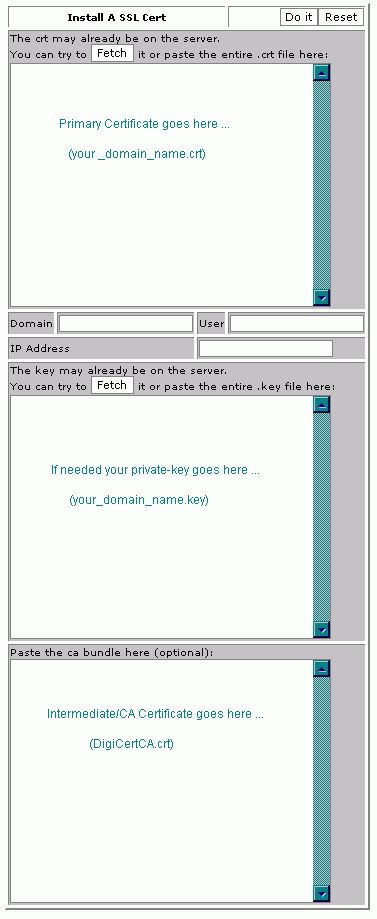 Install A SSL Cert
Do it Reset
The crt may already be on the server.
You can try to Fetch it or paste the entire .crt file here:
Primary Certificate goes here ...
(your _domain_name.crt)
Domain User
IP Address
The key may already be on the server.
You can try to Fetch it or paste the entire .key file here:
If needed your private-key goes here ...
(your_domain_name.key)
Paste the ca bundle here (optional):
Intermediate/CA Certificate goes here ...
(DigiCertCA.crt)